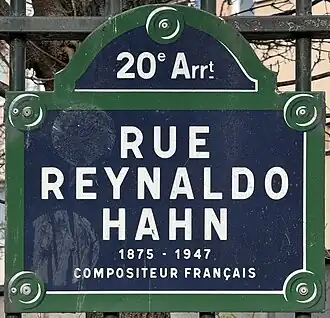 20e Arrt
RUE
REYNALDO
HAHN
1875 - 1947
COMPOSITEUR FRANÇAIS